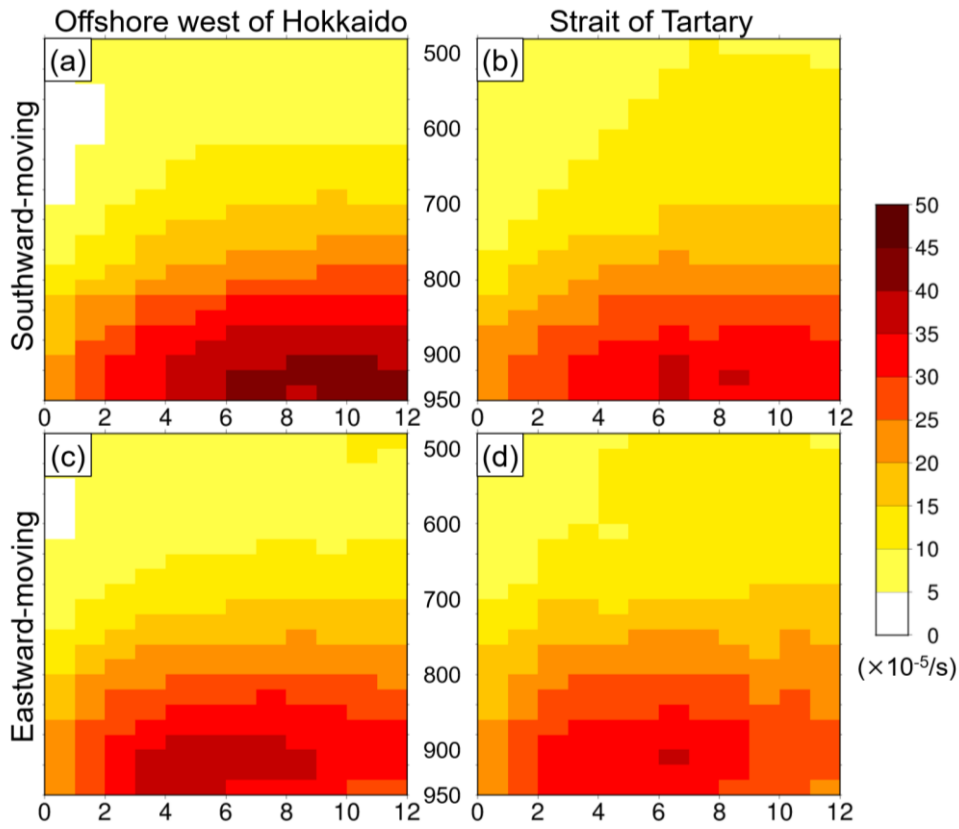 Offshore west of Hokkaido
Strait of Tartary
Southward-moving
(a)
500
600
700
800
900
950
0 2 4 6 8 10 12
(b)
0 2 4 6 8 10 12
Eastward-moving
(c)
500
600
700
800
900
950
0 2 4 6 8 10 12
(d)
0 2 4 6 8 10 12
50
45
40
35
30
25
20
15
10
5
0
(×10⁻⁵/s)